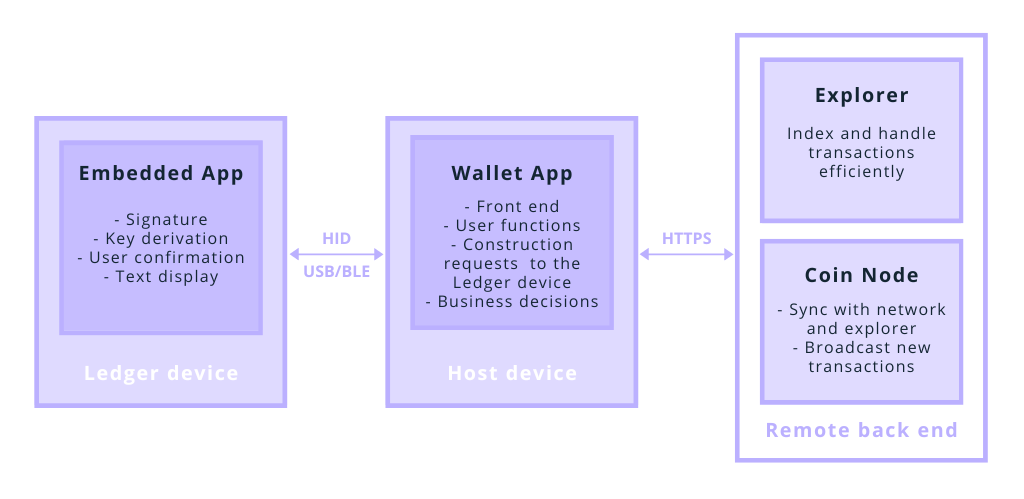 Embedded App
- Signature
- Key derivation
- User confirmation
- Text display
Ledger device
HID
USB/BLE
Wallet App
- Front end
- User functions
- Construction
requests to the
Ledger device
- Business decisions
Host device
HTTPS
Explorer
Index and handle
transactions
efficiently
Coin Node
- Sync with network
and explorer
- Broadcast new
transactions
Remote back end